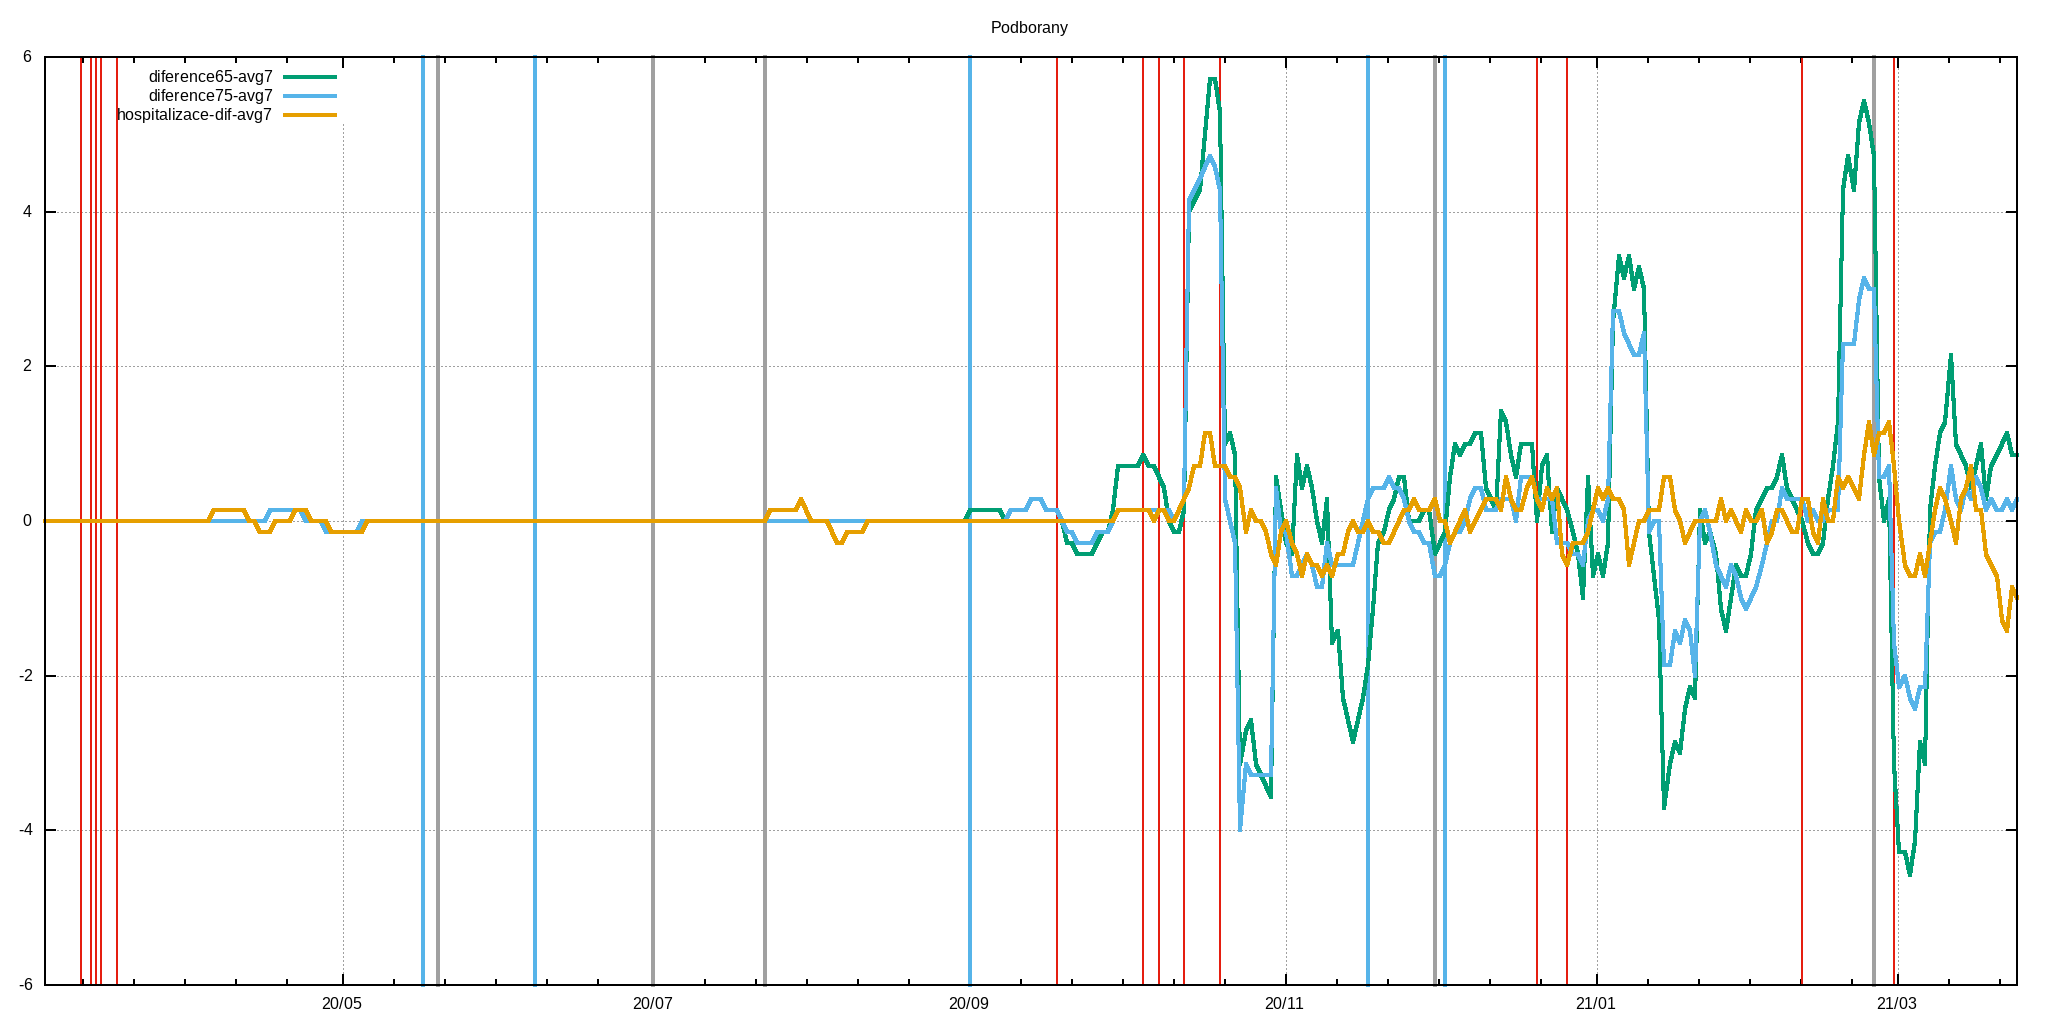 Podborany
6
diference65-avg7
diference75-avg7
hospitalizace-dif-avg7
4
2
0
-2
-4
-6
20/05 20/07 20/09 20/11 21/01 21/03